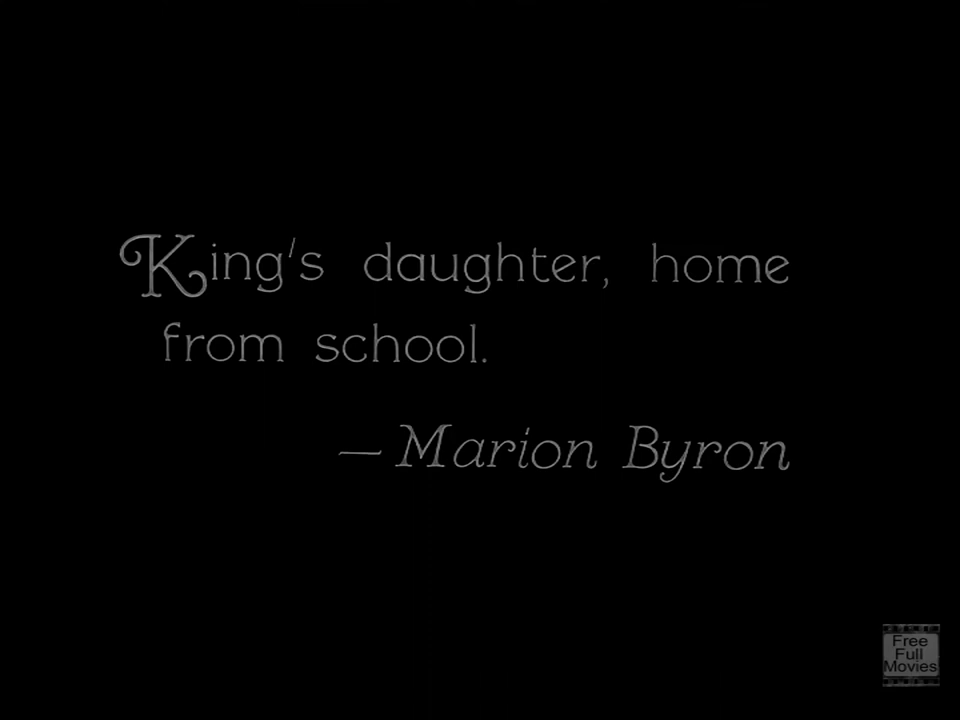 King's daughter, home
from school.
— Marion Byron
Free
Full
Movies